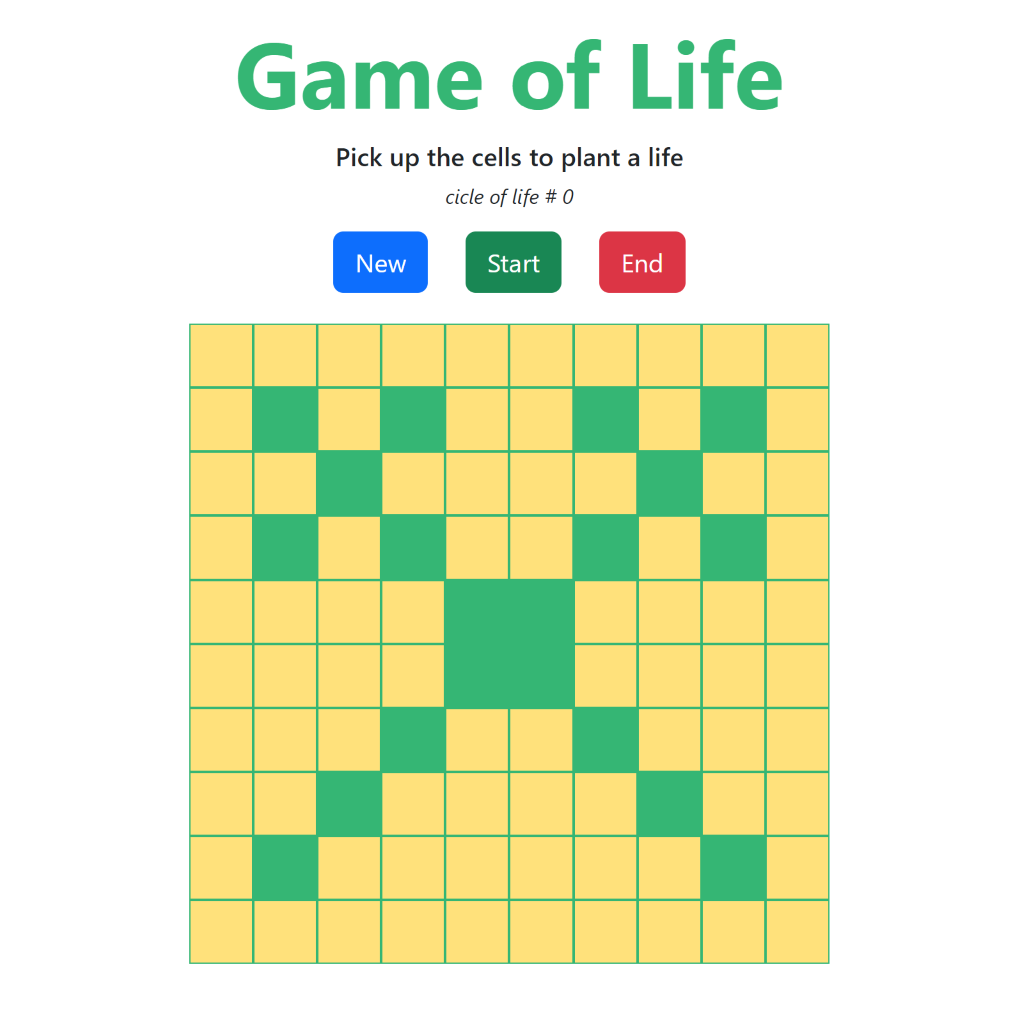 Game of Life
Pick up the cells to plant a life
cicle of life # 0
New Start End